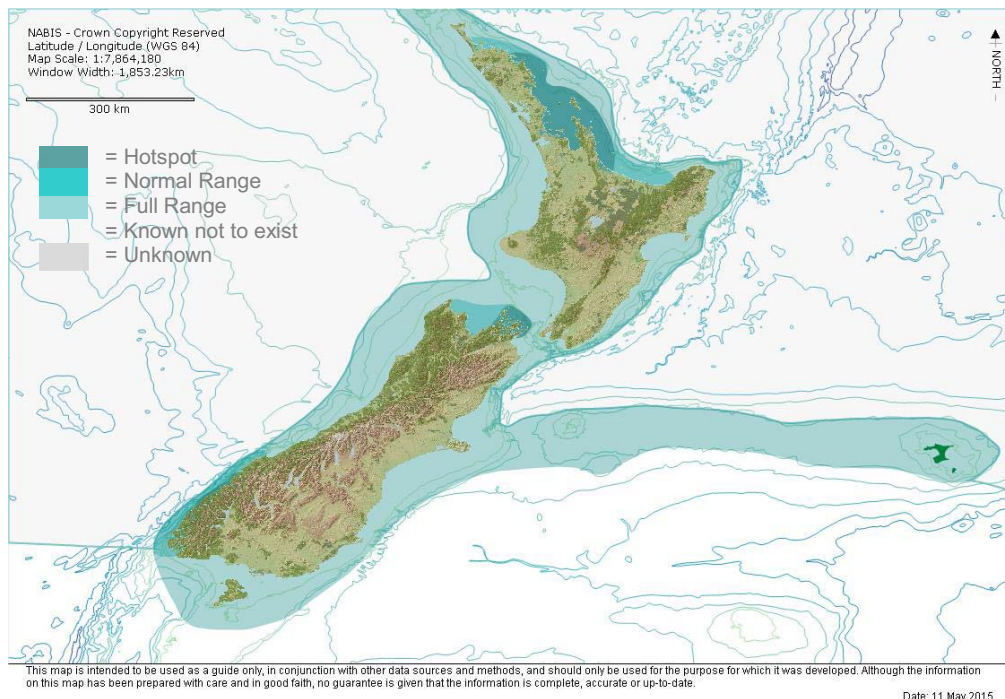 NABIS - Crown Copyright Reserved
Latitude / Longitude (WGS 84)
Map Scale: 1:7,864,180
Window Width: 1,853.23km
300 km
NORTH
= Hotspot
= Normal Range
= Full Range
= Known not to exist
= Unknown
This map is intended to be used as a guide only, in conjunction with other data sources and methods, and should only be used for the purpose for which it was developed. Although the information
on this map has been prepared with care and in good faith, no guarantee is given that the information is complete, accurate or up-to-date.
Date: 11 May 2015